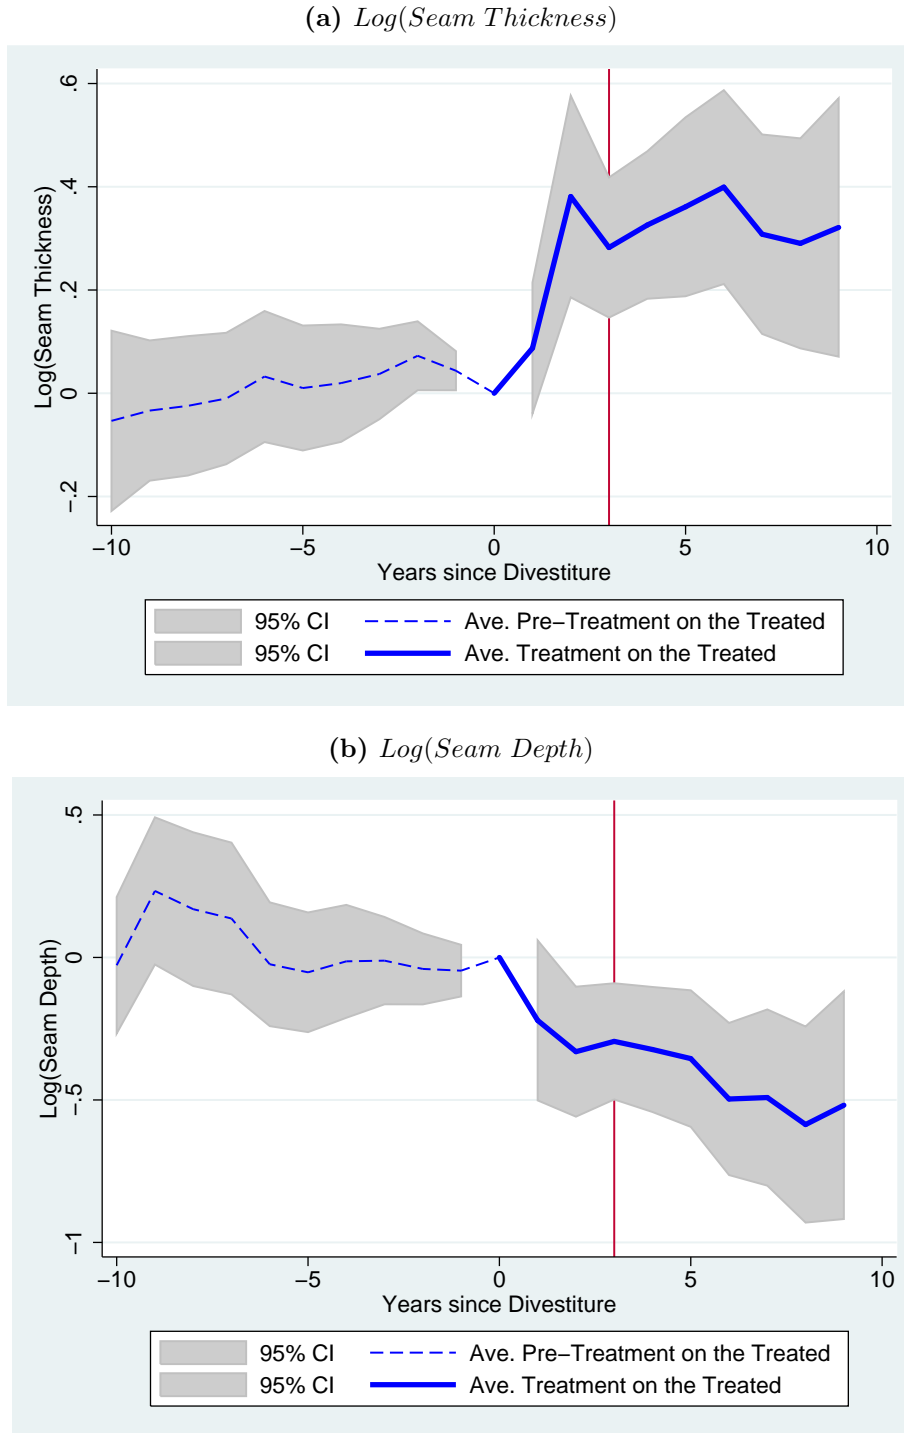 (a) Log(Seam Thickness)
.6
.4
.2
0
−.2
Log(Seam Thickness)
−10
−5
0
5
10
Years since Divestiture
95% CI
Ave. Pre−Treatment on the Treated
95% CI
Ave. Treatment on the Treated
(b) Log(Seam Depth)
.5
0
−.5
−1
Log(Seam Depth)
−10
−5
0
5
10
Years since Divestiture
95% CI
Ave. Pre−Treatment on the Treated
95% CI
Ave. Treatment on the Treated